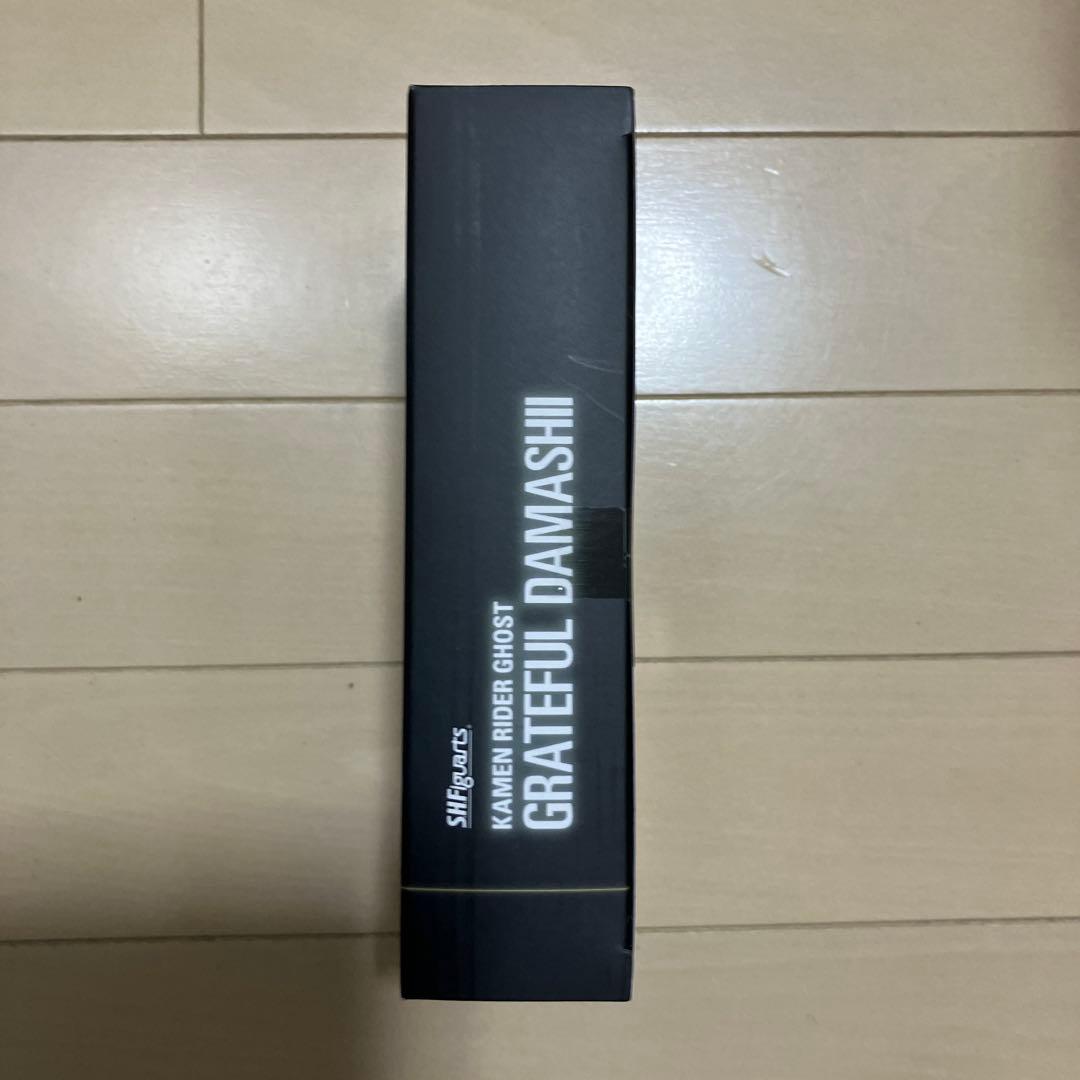 S.H.Figuarts
KAMEN RIDER GHOST
GRATEFUL DAMASHII